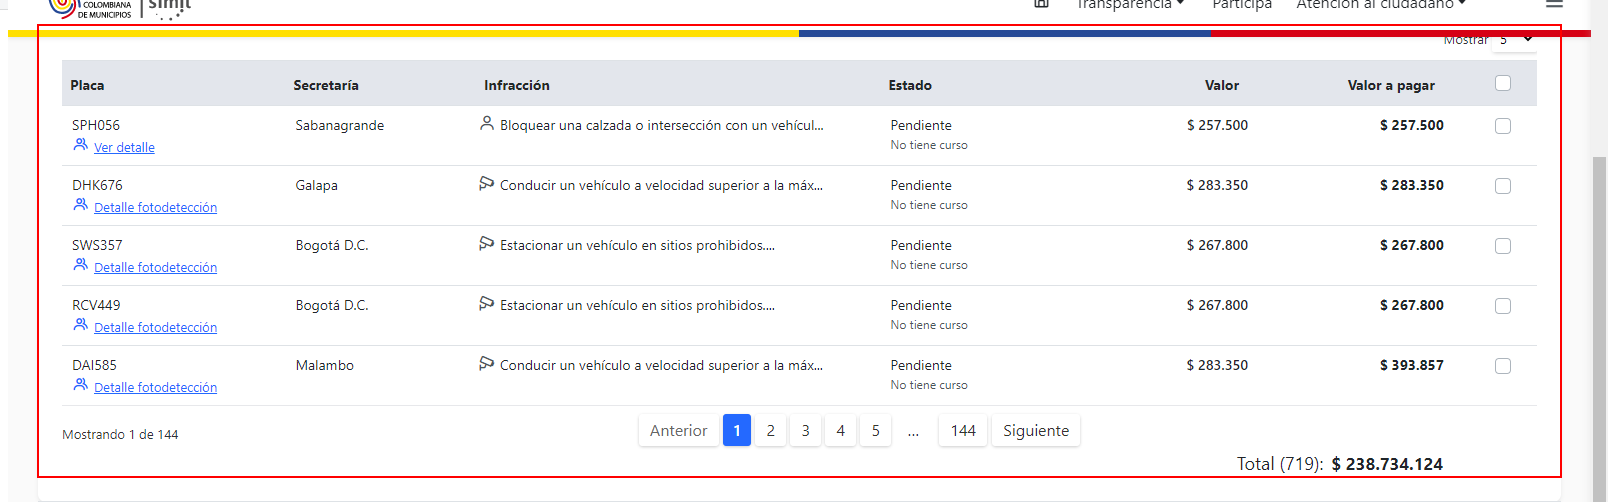 COLOMBIANA
DE MUNICIPIOS
simit
Transparencia
Participa
Atención al ciudadano
Mostrar 5
Placa Secretaría Infracción Estado Valor Valor a pagar
SPH056 Sabanagrande Bloquear una calzada o intersección con un vehícul... Pendiente $ 257.500 $ 257.500
Ver detalle No tiene curso
DHK676 Galapa Conducir un vehículo a velocidad superior a la máx... Pendiente $ 283.350 $ 283.350
Detalle fotodetección No tiene curso
SWS357 Bogotá D.C. Estacionar un vehículo en sitios prohibidos.... Pendiente $ 267.800 $ 267.800
Detalle fotodetección No tiene curso
RCV449 Bogotá D.C. Estacionar un vehículo en sitios prohibidos.... Pendiente $ 267.800 $ 267.800
Detalle fotodetección No tiene curso
DAI585 Malambo Conducir un vehículo a velocidad superior a la máx... Pendiente $ 283.350 $ 393.857
Detalle fotodetección No tiene curso
Mostrando 1 de 144 Anterior 1 2 3 4 5 ... 144 Siguiente
Total (719): $ 238.734.124